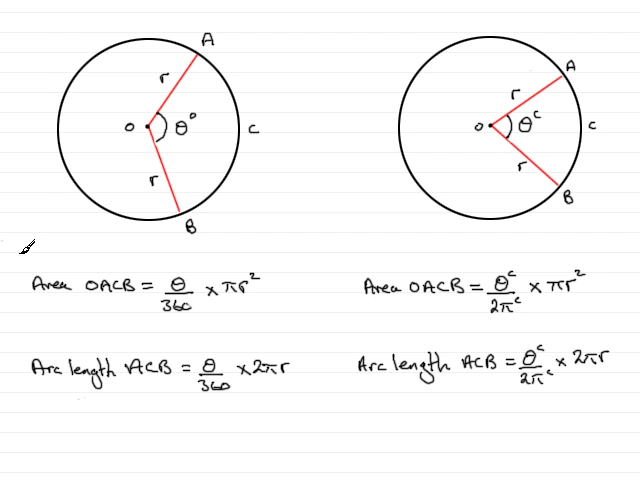 A
r
O
θ°
C
r
B
A
r
O
θᶜ
C
r
B
Area OACB = θ/360 × πr²
Area OACB = θᶜ/2πᶜ × πr²
Arc length ACB = θ/360 × 2πr
Arc length ACB = θᶜ/2πᶜ × 2πr